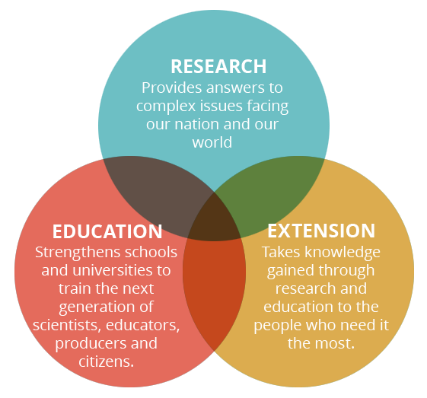 RESEARCH
Provides answers to
complex issues facing
our nation and our
world
EDUCATION
Strengthens schools
and universities to
train the next
generation of
scientists, educators,
producers and
citizens.
EXTENSION
Takes knowledge
gained through
research and
education to the
people who need it
the most.